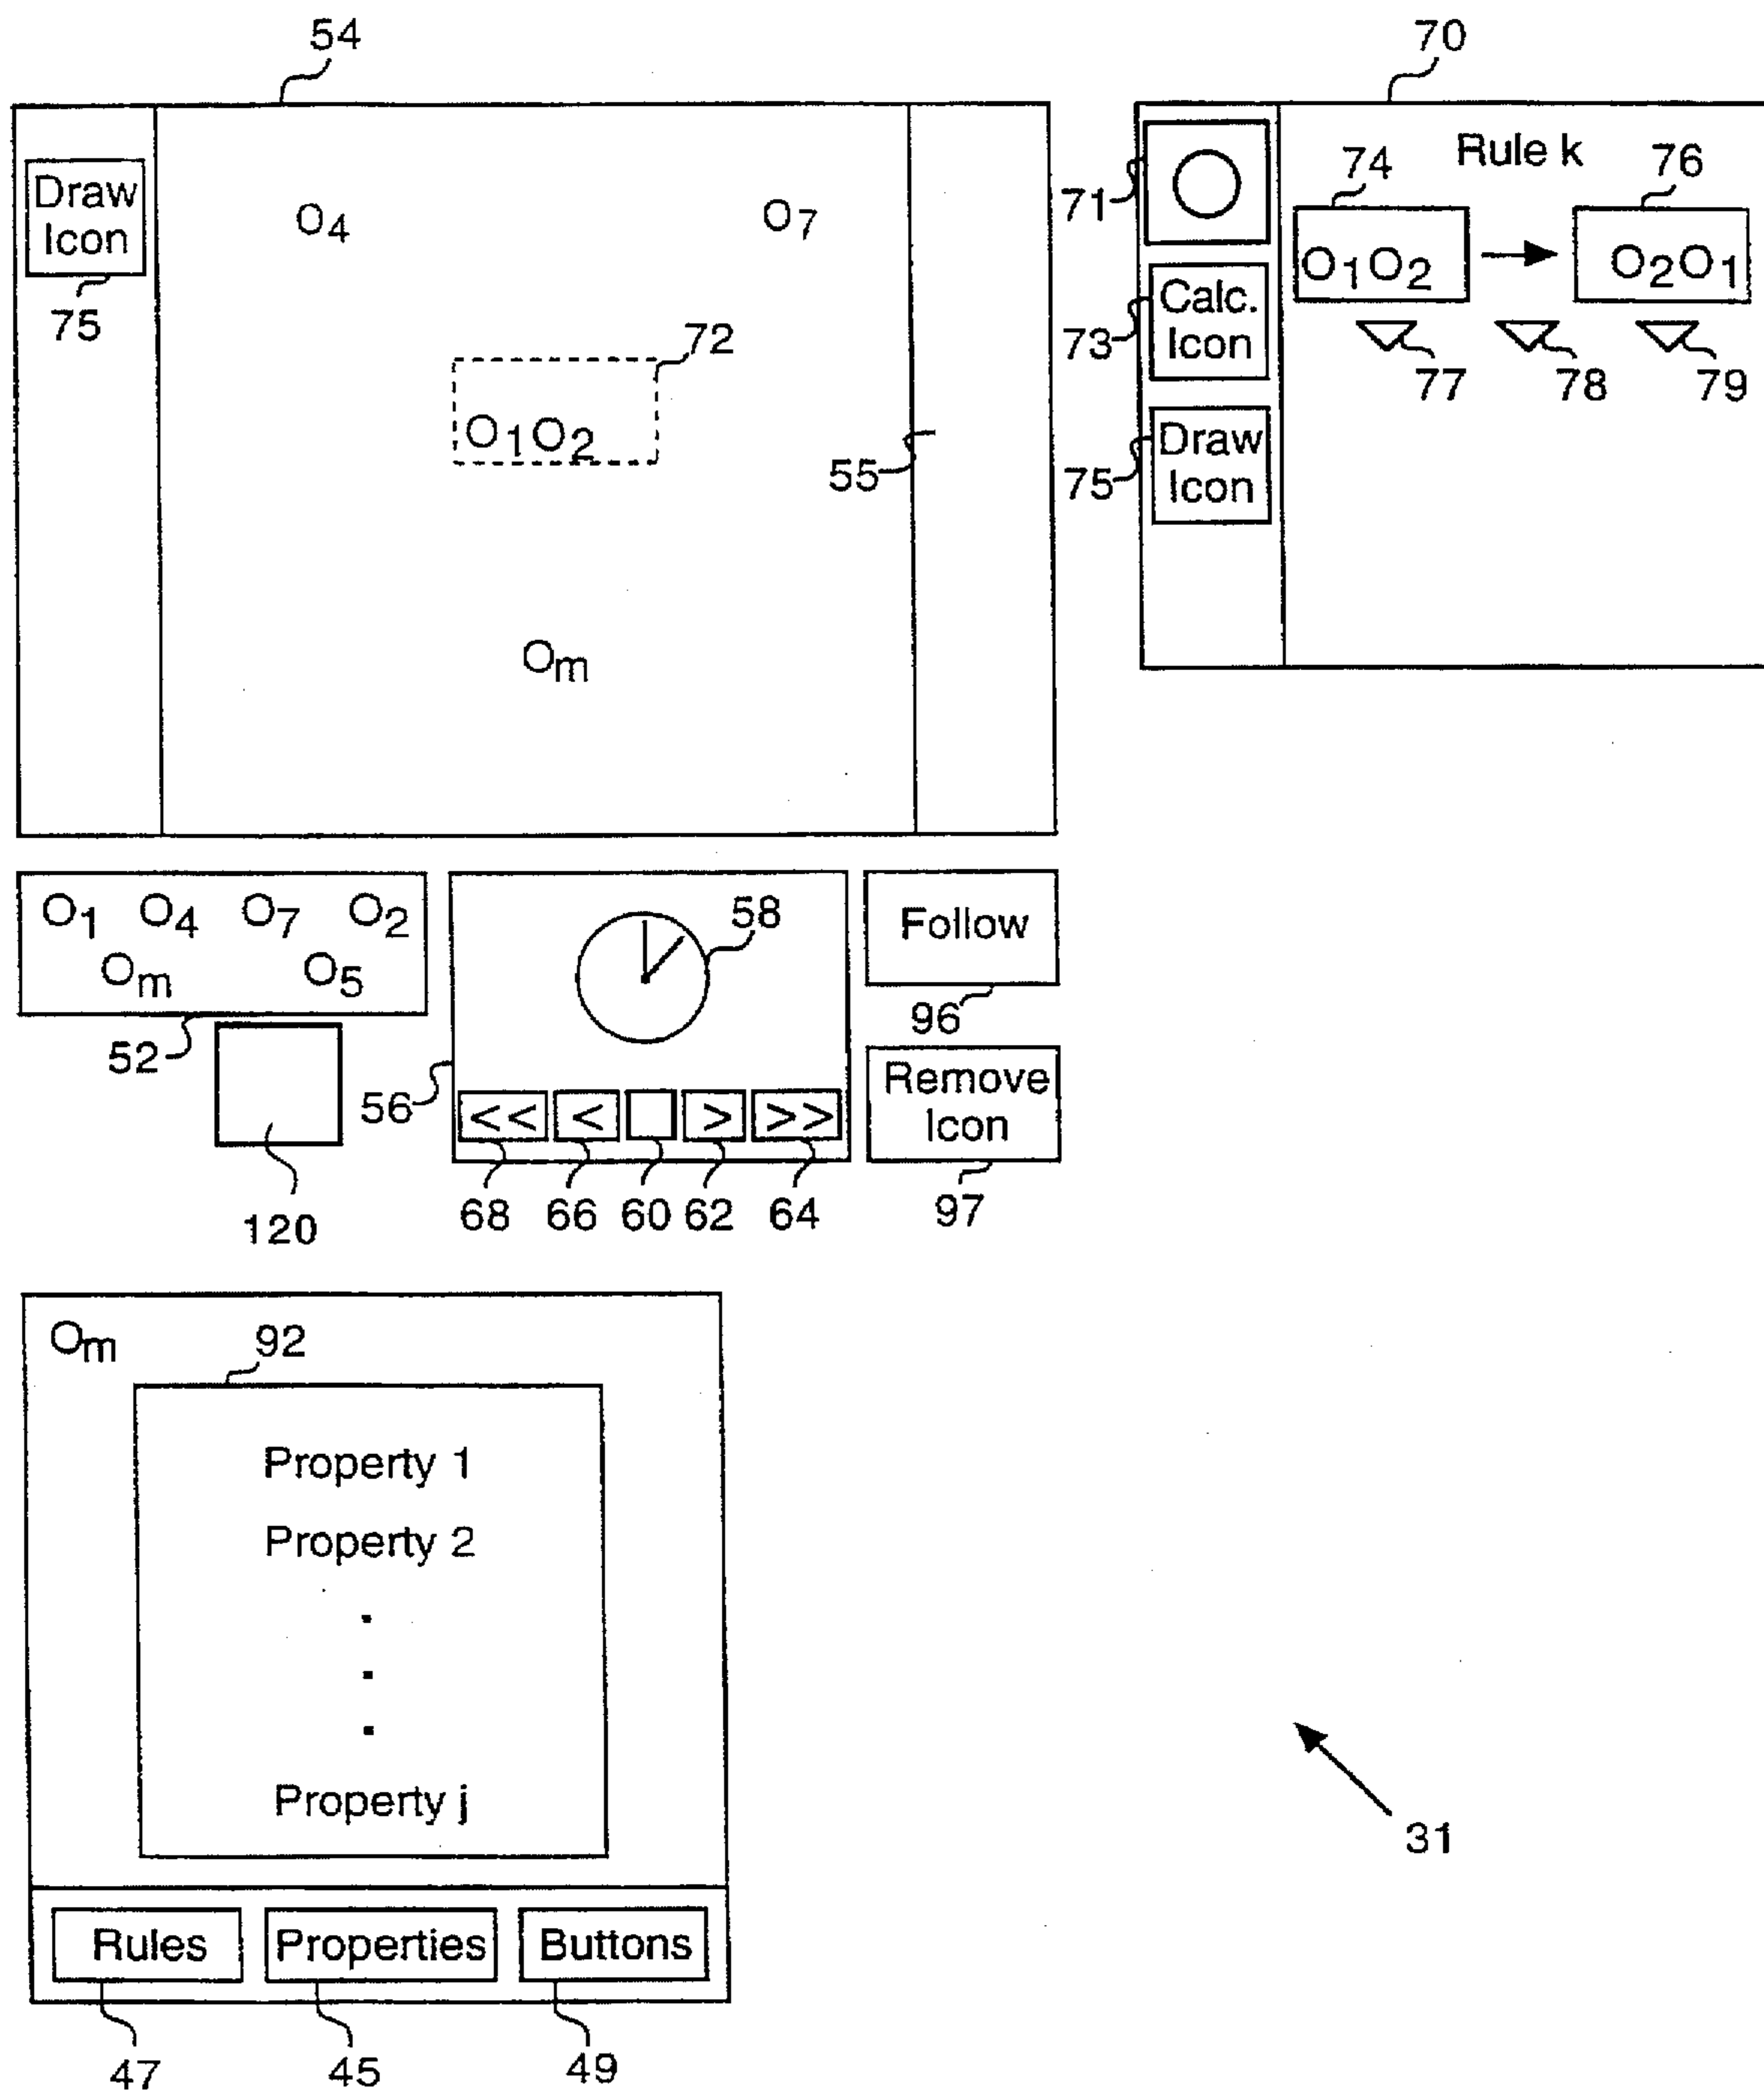 54
70
Draw
Icon
75
O4
O7
72
O1O2
55
Om
71
Rule k
74
76
O1O2
O2O1
73
Calc.
Icon
77
78
79
75
Draw
Icon
O1 O4 O7 O2
Om O5
52
120
58
56
<< < > >>
68 66 60 62 64
Follow
96
Remove
Icon
97
Om
92
Property 1
Property 2
.
.
.
Property j
Rules Properties Buttons
47 45 49
31